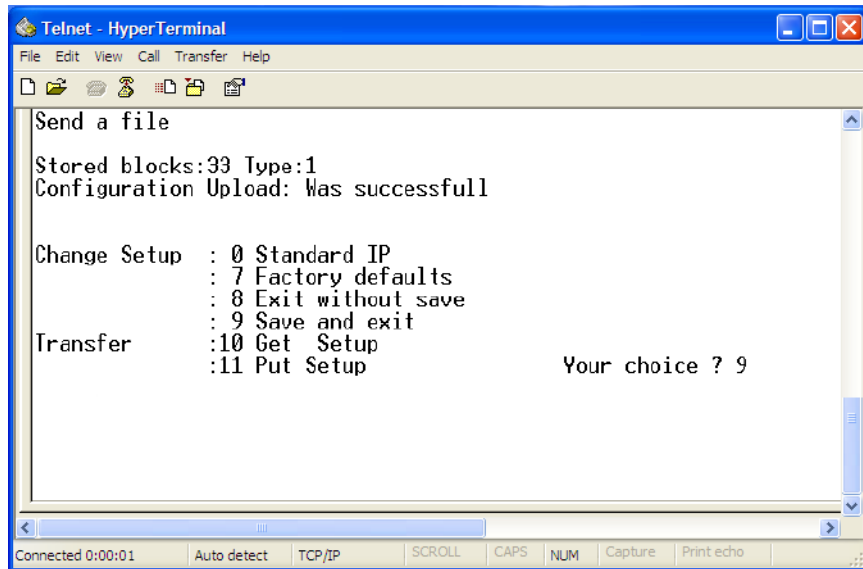 Telnet - HyperTerminal
File Edit View Call Transfer Help
Send a file
Stored blocks:33 Type:1
Configuration Upload: Was successfull
Change Setup : 0 Standard IP
: 7 Factory defaults
: 8 Exit without save
: 9 Save and exit
Transfer :10 Get Setup
:11 Put Setup Your choice ? 9
Connected 0:00:01 Auto detect TCP/IP SCROLL CAPS NUM Capture Print echo